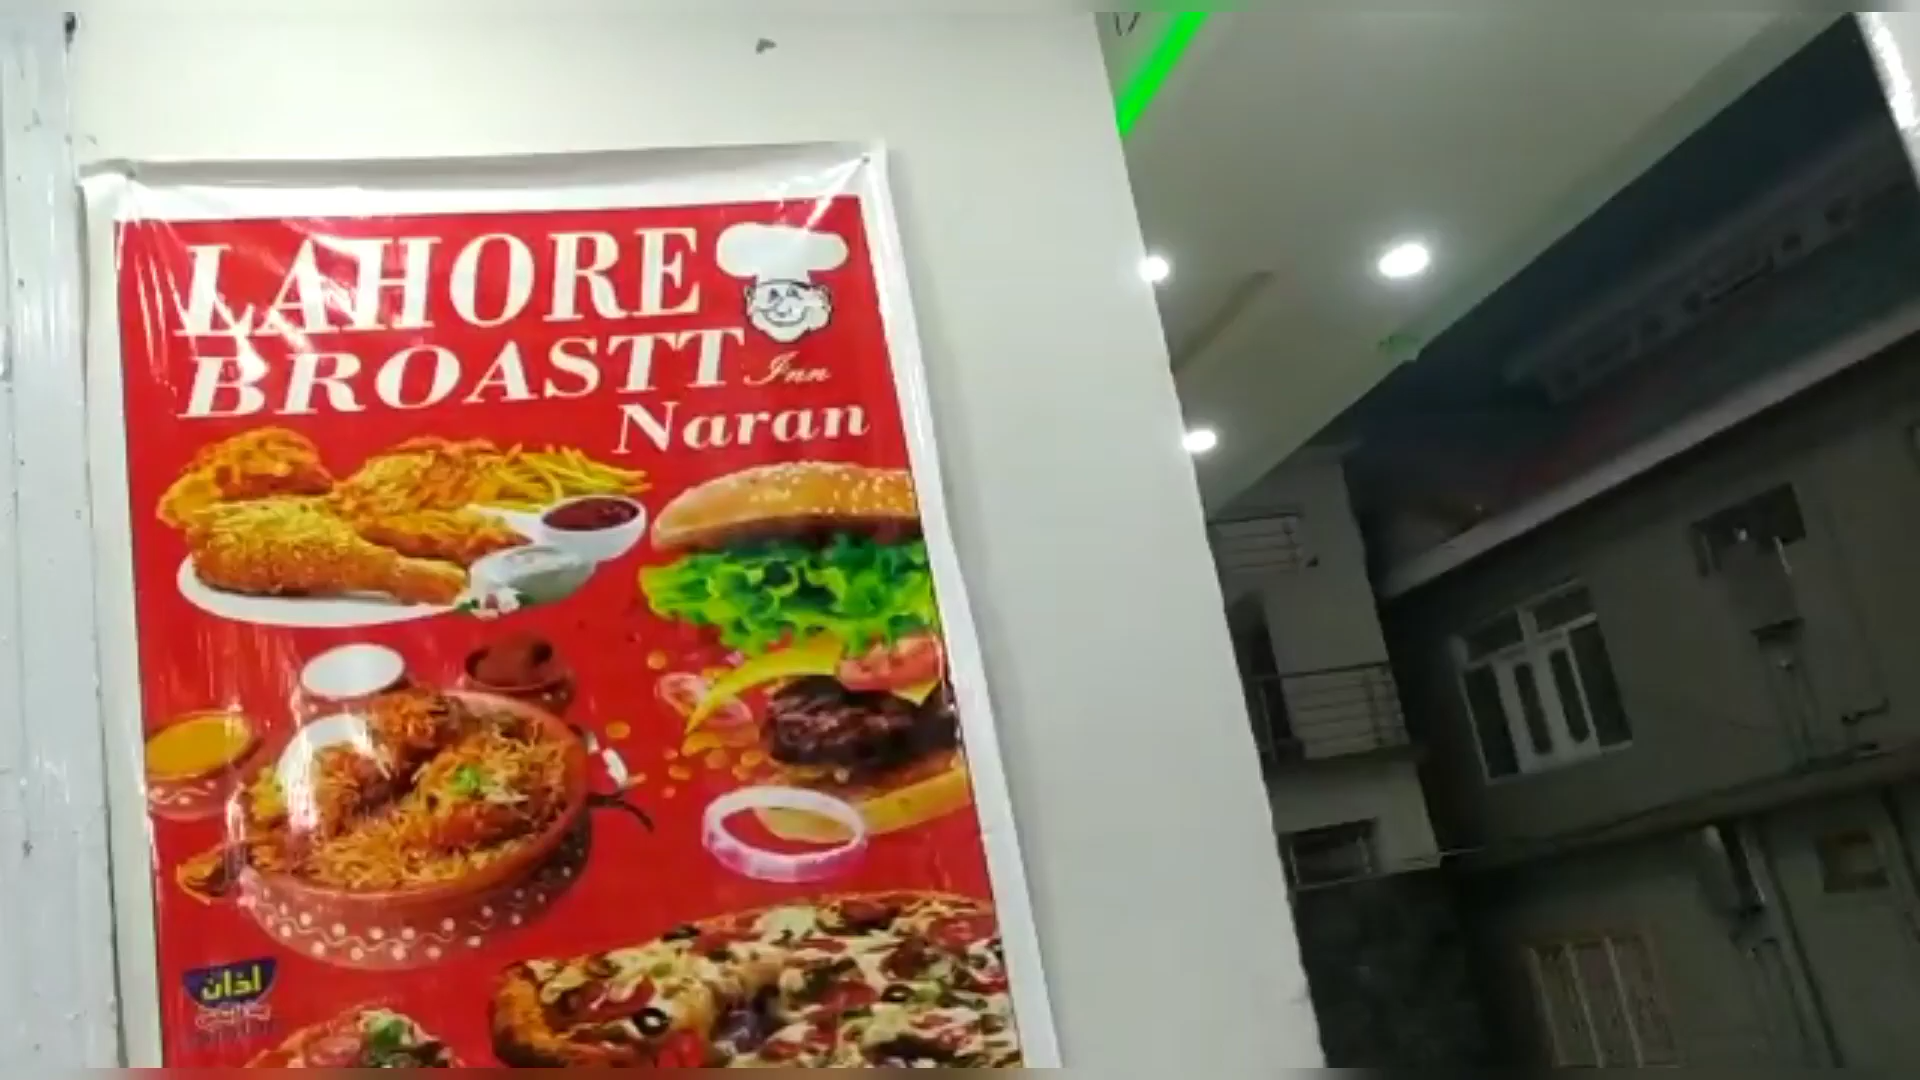 LAHORE
BROASTT Inn
Naran
اذان